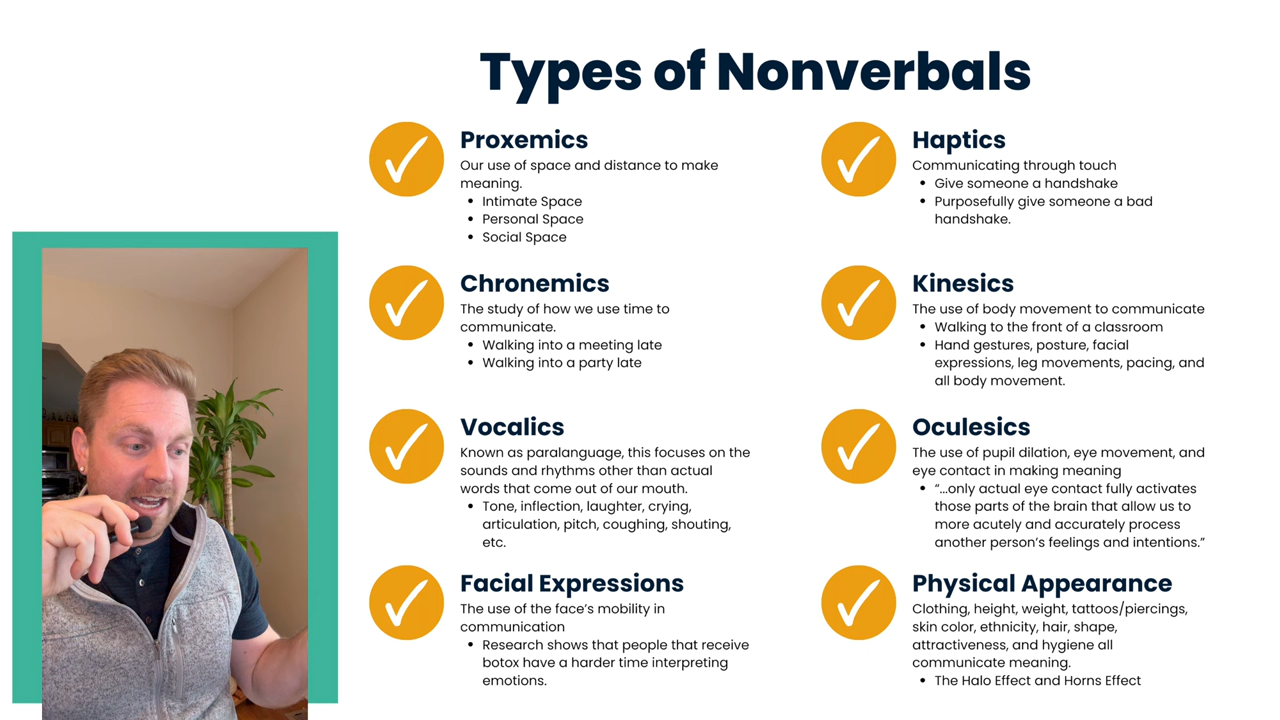 Types of Nonverbals
Proxemics
Our use of space and distance to make
meaning.
• Intimate Space
• Personal Space
• Social Space
Haptics
Communicating through touch
• Give someone a handshake
• Purposefully give someone a bad
handshake.
Chronemics
The study of how we use time to
communicate.
• Walking into a meeting late
• Walking into a party late
Kinesics
The use of body movement to communicate
• Walking to the front of a classroom
• Hand gestures, posture, facial
expressions, leg movements, pacing, and
all body movement.
Vocalics
Known as paralanguage, this focuses on the
sounds and rhythms other than actual
words that come out of our mouth.
• Tone, inflection, laughter, crying,
articulation, pitch, coughing, shouting,
etc.
Oculesics
The use of pupil dilation, eye movement, and
eye contact in making meaning
• “...only actual eye contact fully activates
those parts of the brain that allow us to
more acutely and accurately process
another person’s feelings and intentions.”
Facial Expressions
The use of the face’s mobility in
communication
• Research shows that people that receive
botox have a harder time interpreting
emotions.
Physical Appearance
Clothing, height, weight, tattoos/piercings,
skin color, ethnicity, hair, shape,
attractiveness, and hygiene all
communicate meaning.
• The Halo Effect and Horns Effect